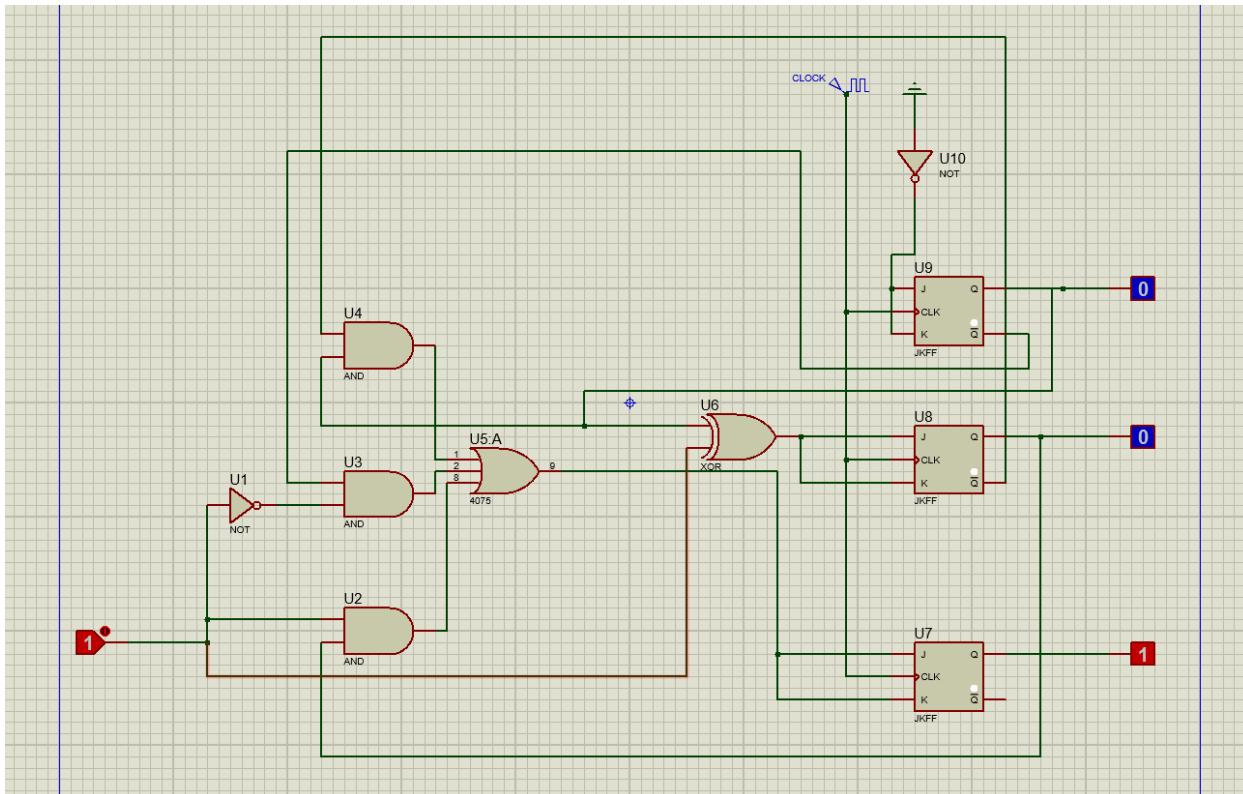 CLOCK
U10
NOT
U9
J
Q
0
CLK
K
Q
JKFF
U4
AND
U6
XOR
U8
J
Q
0
CLK
K
Q
JKFF
U5:A
1
2
8
9
4075
U3
AND
U1
NOT
U2
AND
1
U7
J
Q
1
CLK
K
Q
JKFF